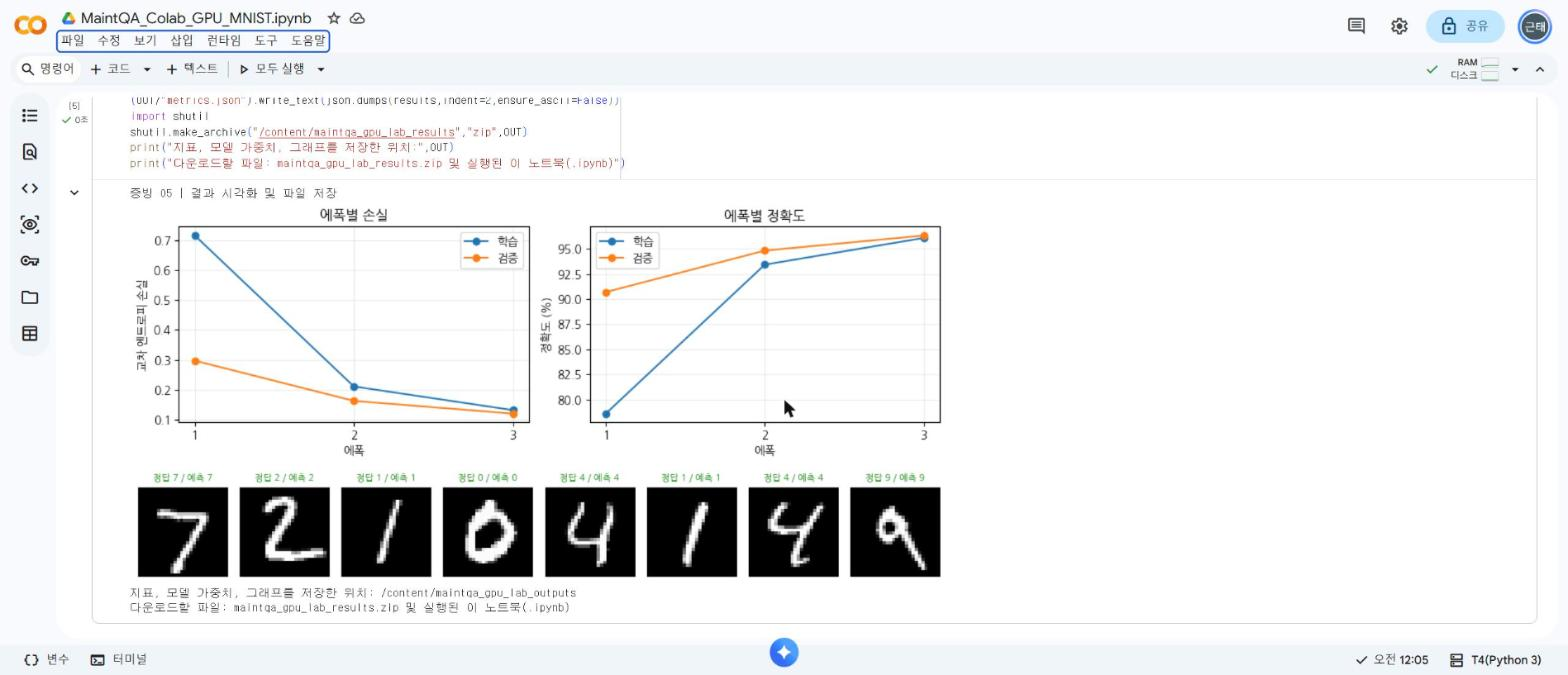 MaintQA_Colab_GPU_MNIST.ipynb
파일 수정 보기 삽입 런타임 도구 도움말
공유
근태
명령어 + 코드 + 텍스트 모두 실행
RAM
디스크
[5]
0초
(OUT/"metrics.json").write_text(json.dumps(results,indent=2,ensure_ascii=False))
import shutil
shutil.make_archive("/content/maintqa_gpu_lab_results","zip",OUT)
print("지표, 모델 가중치, 그래프를 저장한 위치:",OUT)
print("다운로드할 파일: maintqa_gpu_lab_results.zip 및 실행된 이 노트북(.ipynb)")
증빙 05 | 결과 시각화 및 파일 저장
에폭별 손실
학습
검증
0.7
0.6
0.5
0.4
0.3
0.2
0.1
교차 엔트로피 손실
1 2 3
에폭
에폭별 정확도
학습
검증
95.0
92.5
90.0
87.5
85.0
82.5
80.0
정확도 (%)
1 2 3
에폭
정답 7 / 예측 7
정답 2 / 예측 2
정답 1 / 예측 1
정답 0 / 예측 0
정답 4 / 예측 4
정답 1 / 예측 1
정답 4 / 예측 4
정답 9 / 예측 9
7 2 1 0 4 1 4 9
지표, 모델 가중치, 그래프를 저장한 위치: /content/maintqa_gpu_lab_outputs
다운로드할 파일: maintqa_gpu_lab_results.zip 및 실행된 이 노트북(.ipynb)
변수 터미널
오전 12:05 T4(Python 3)